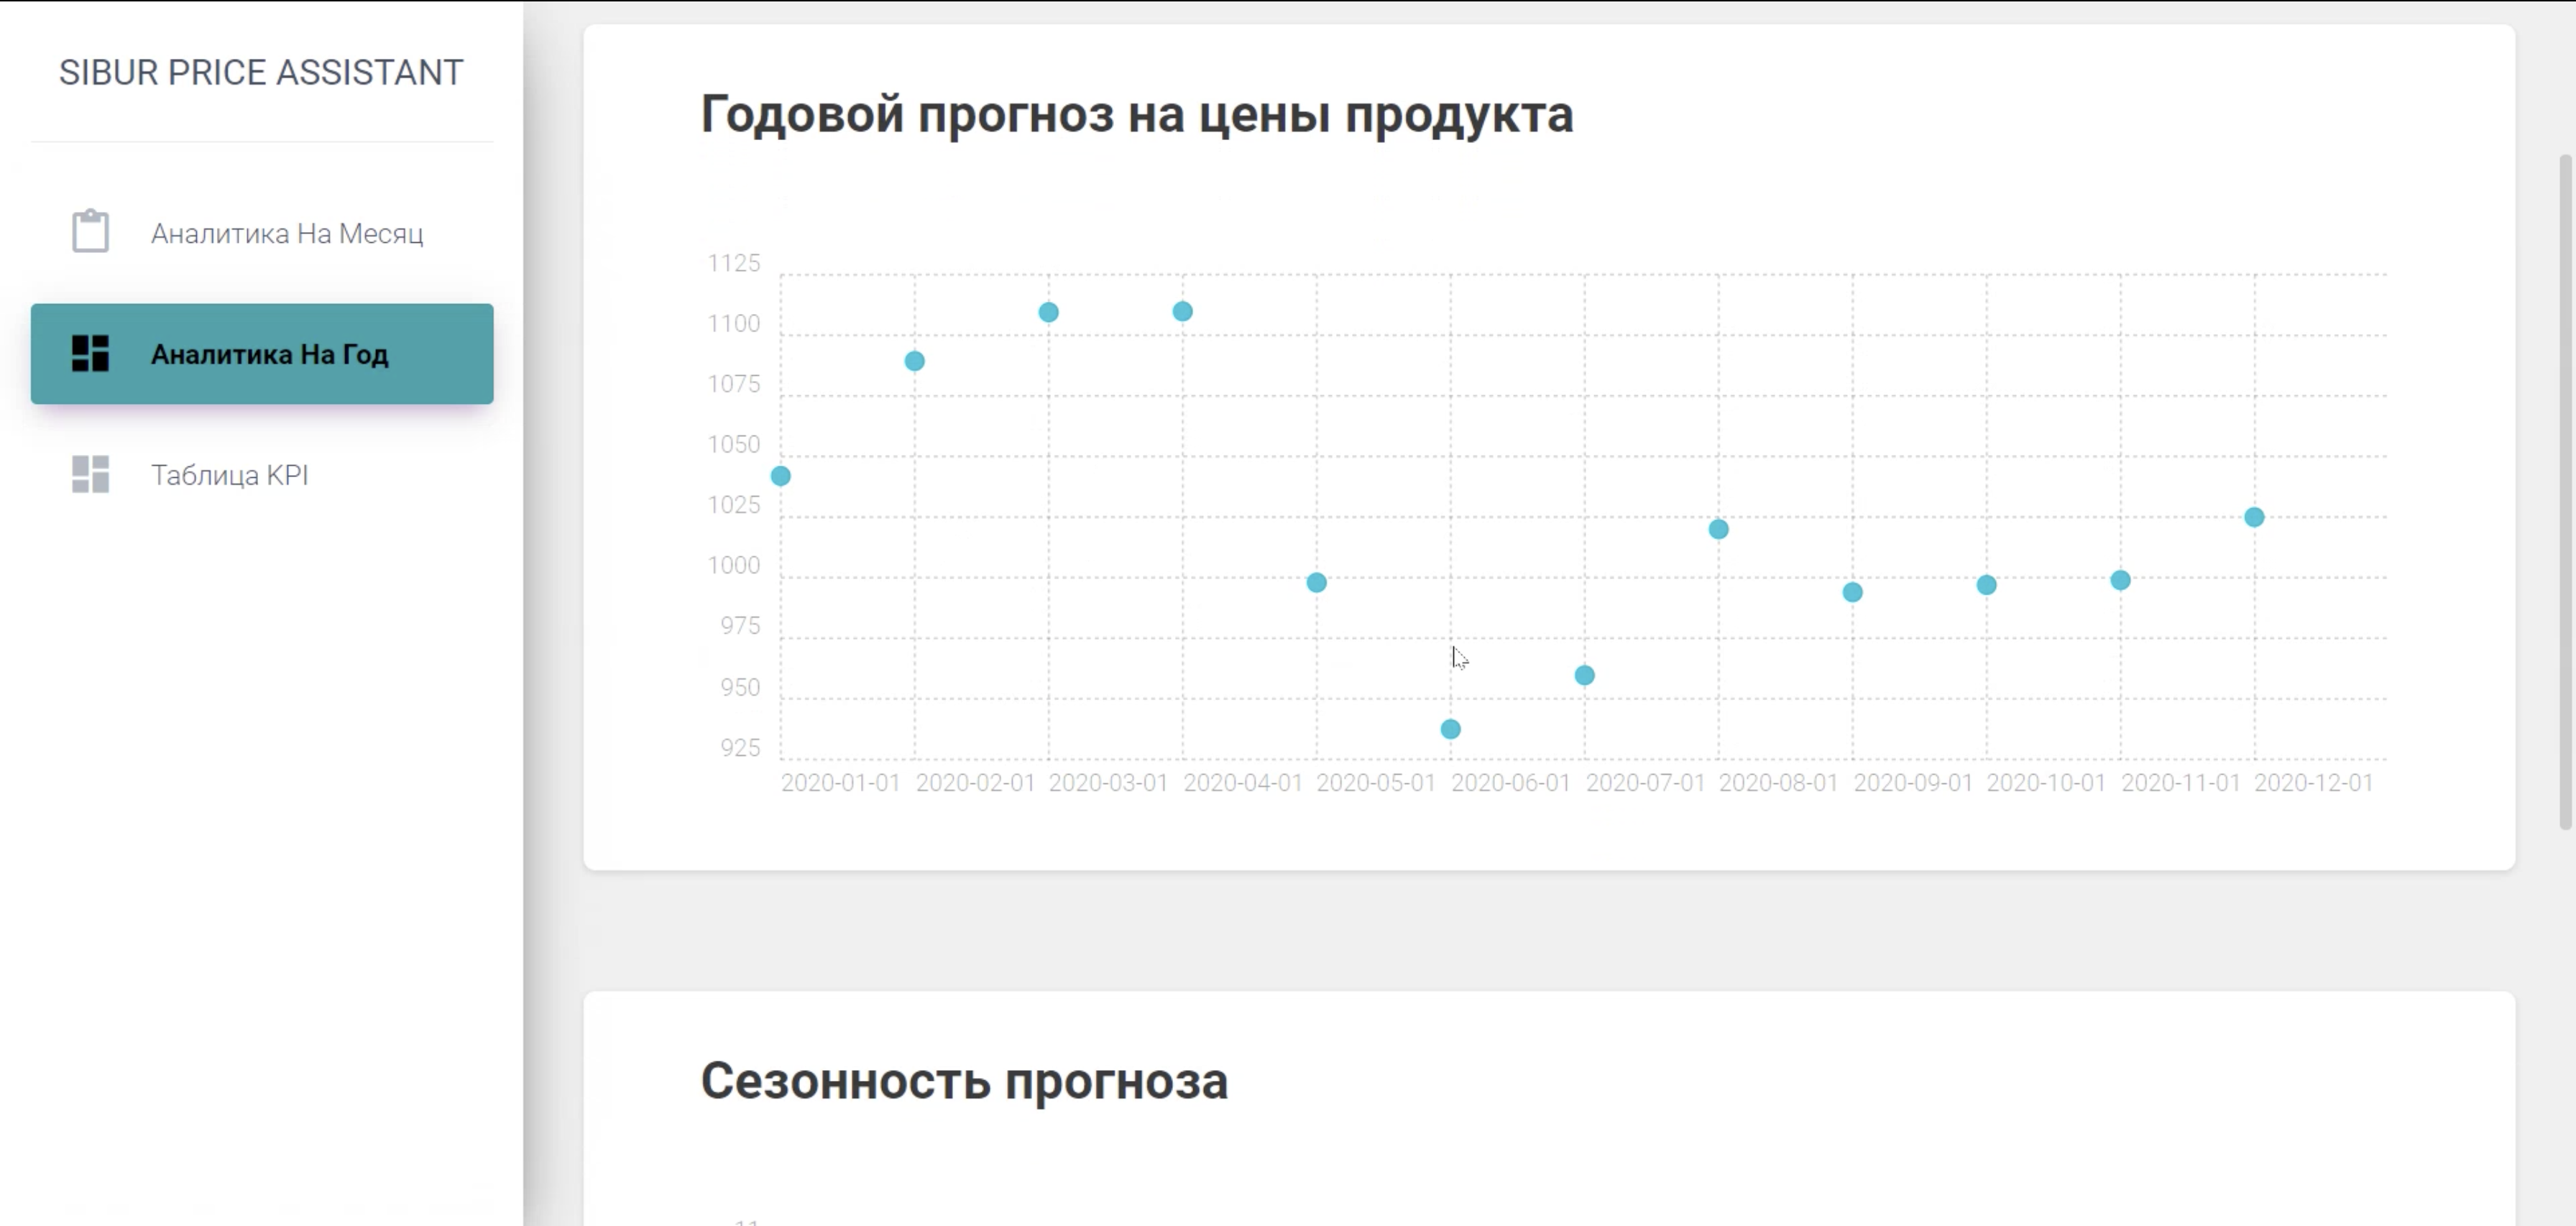 SIBUR PRICE ASSISTANT
Аналитика На Месяц
Аналитика На Год
Таблица KPI
Годовой прогноз на цены продукта
1125
1100
1075
1050
1025
1000
975
950
925
2020-01-01 2020-02-01 2020-03-01 2020-04-01 2020-05-01 2020-06-01 2020-07-01 2020-08-01 2020-09-01 2020-10-01 2020-11-01 2020-12-01
Сезонность прогноза